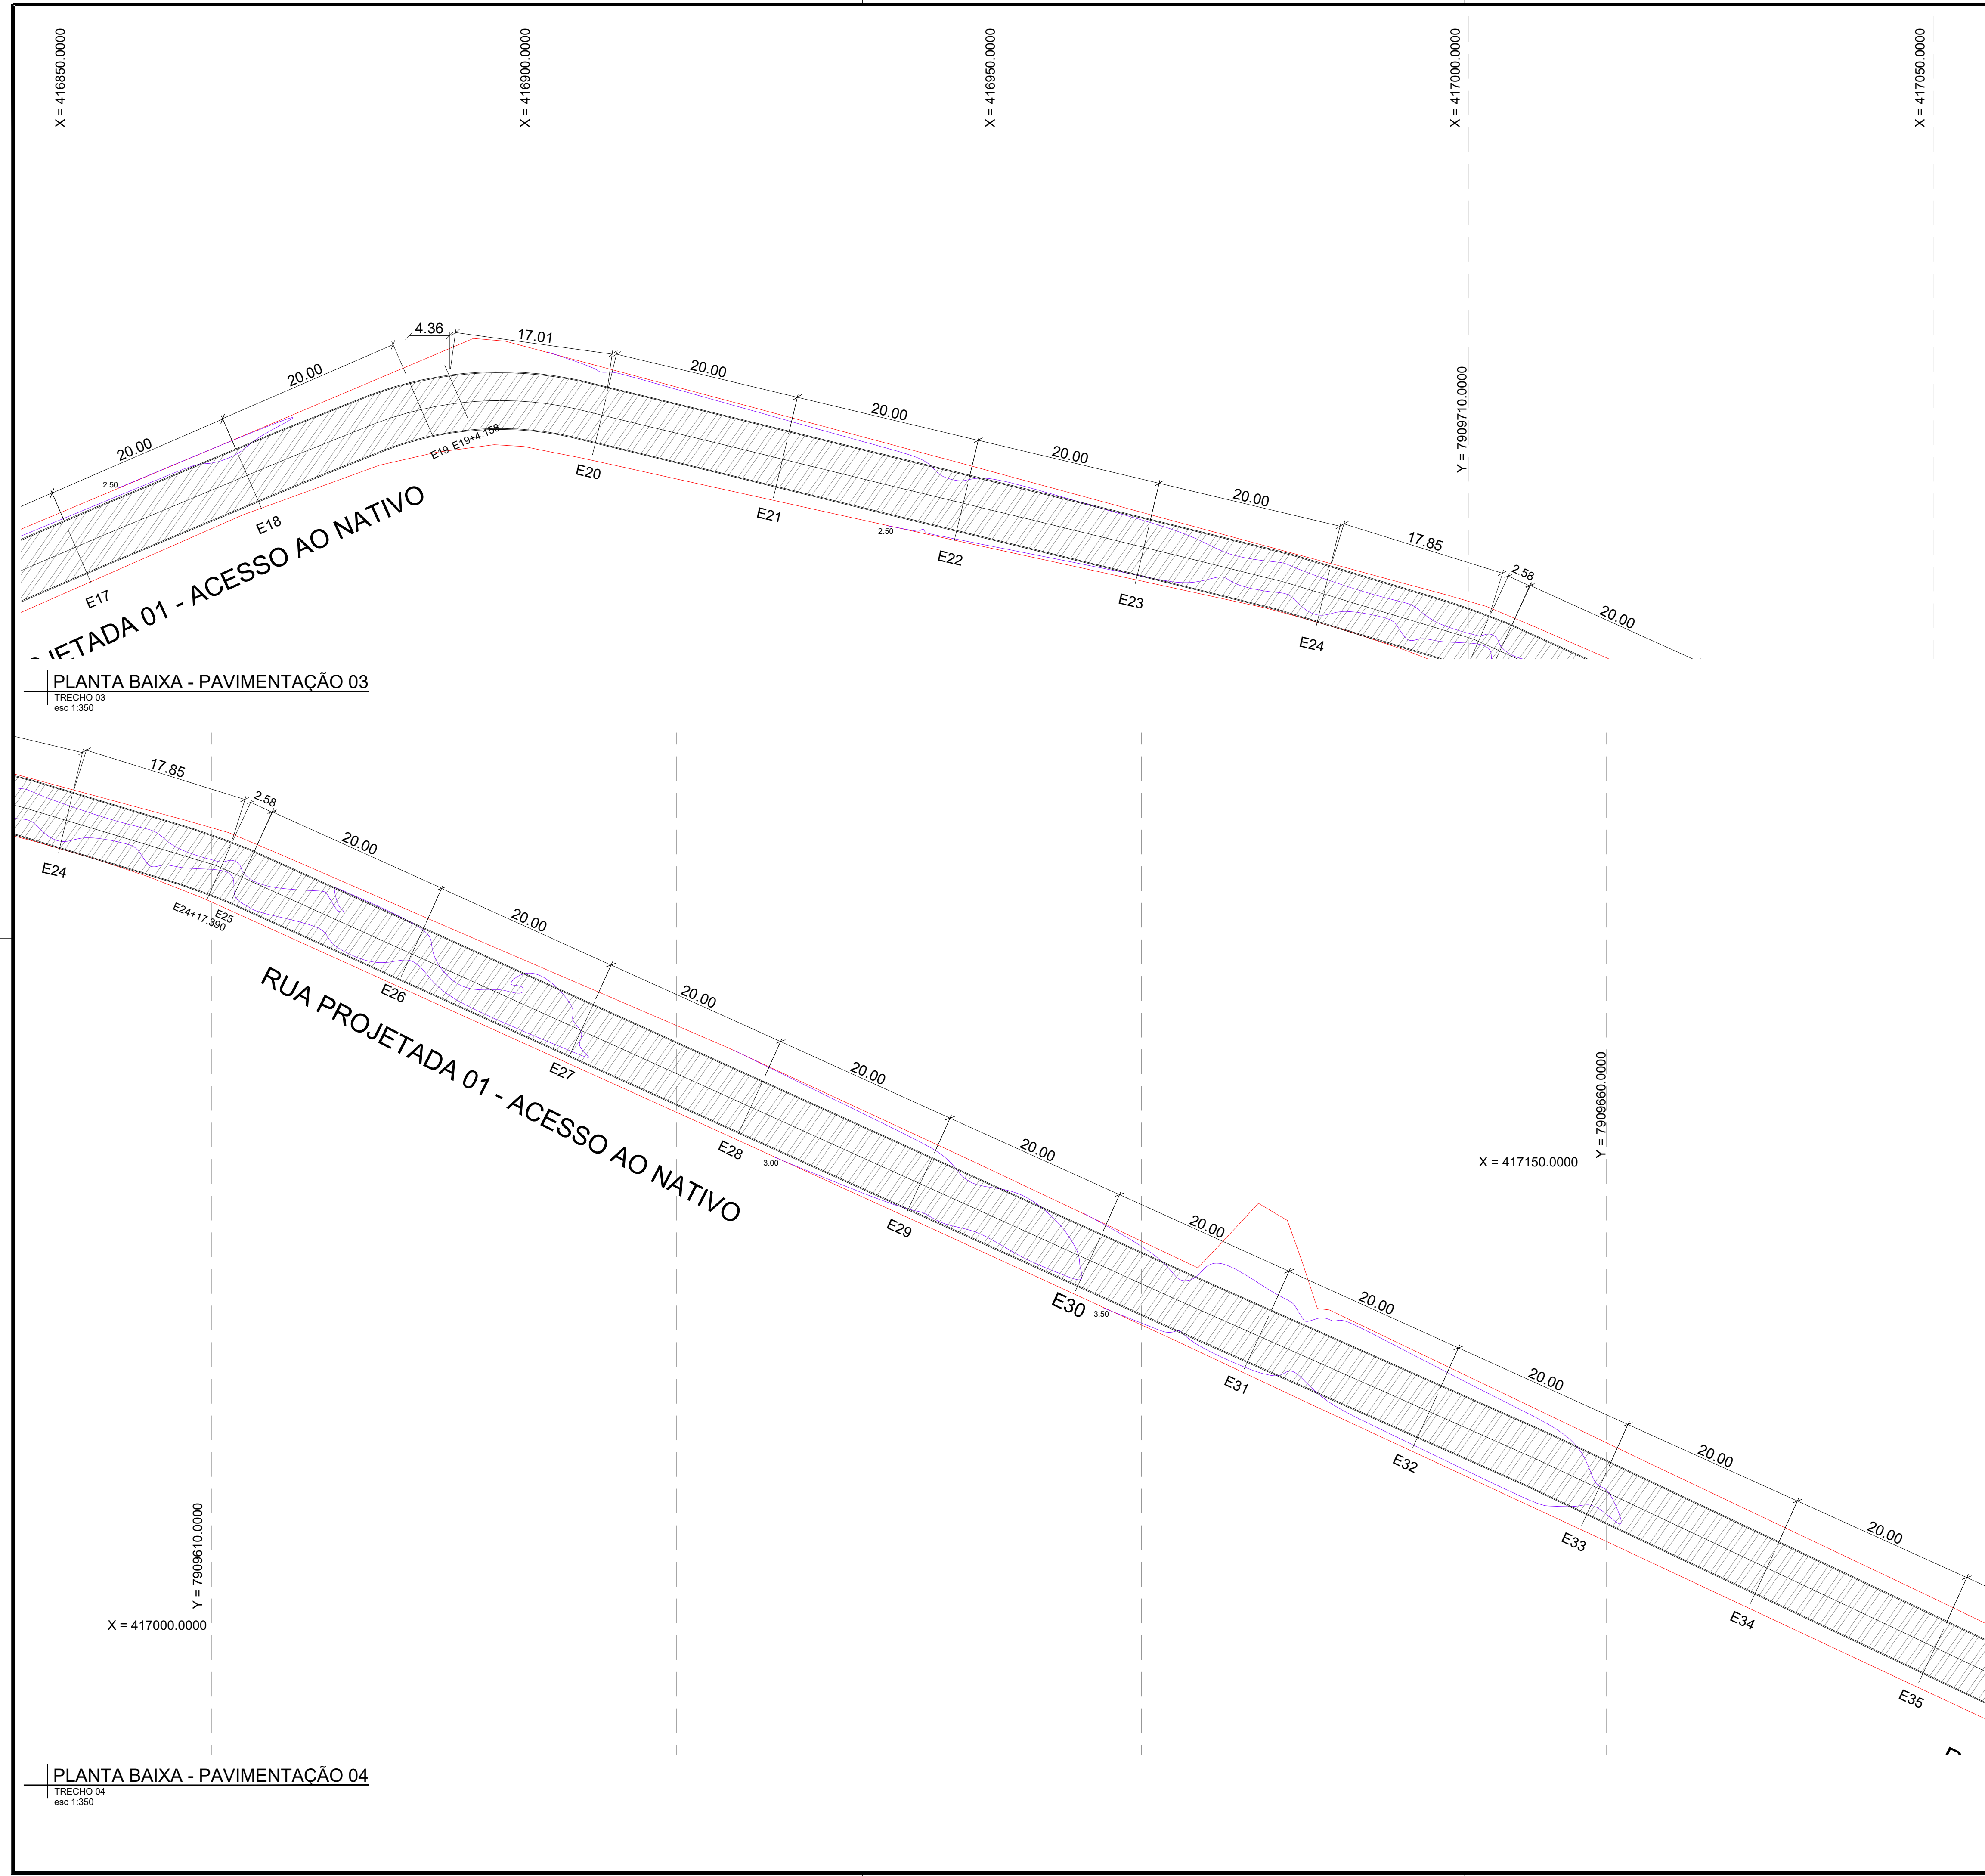 X = 416850.0000
X = 416900.0000
X = 416950.0000
X = 417000.0000
X = 417050.0000
Y = 7909710.0000
4.36
17.01
20.00
20.00
20.00
20.00
20.00
20.00
17.85
2.58
20.00
2.50
E17
E18
E19
E19+4.158
E20
E21
2.50
E22
E23
E24
JETADA 01 - ACESSO AO NATIVO
PLANTA BAIXA - PAVIMENTAÇÃO 03
TRECHO 03
esc 1:350
17.85
2.58
20.00
20.00
20.00
20.00
20.00
20.00
20.00
20.00
20.00
20.00
E24
E24+17.390
E25
E26
E27
E28
3.00
E29
E30
3.50
E31
E32
E33
E34
E35
RUA PROJETADA 01 - ACESSO AO NATIVO
X = 417150.0000
Y = 7909660.0000
Y = 7909610.0000
X = 417000.0000
PLANTA BAIXA - PAVIMENTAÇÃO 04
TRECHO 04
esc 1:350